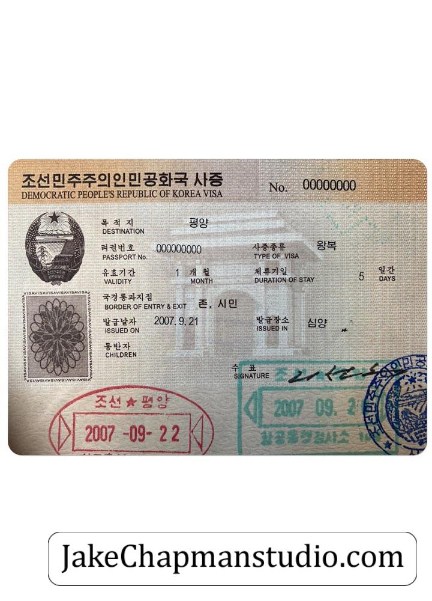 조선민주주의인민공화국 사증
DEMOCRATIC PEOPLE'S REPUBLIC OF KOREA VISA
No. 00000000
목 적 지 평양
DESTINATION
려권번호 000000000 사증종류 왕복
PASSPORT No. TYPE OF VISA
유효기간 1 개 월 체류기일 5 일간
VALIDITY MONTH DURATION OF STAY DAYS
국경통과지점 존. 시민
BORDER OF ENTRY & EXIT
발급날자 2007. 9. 21 발급장소 심양
ISSUED ON ISSUED IN
동반자
CHILDREN
수 표
SIGNATURE
조선 ★ 평양
2007 -09- 22
2007 09. 2
JakeChapmanstudio.com